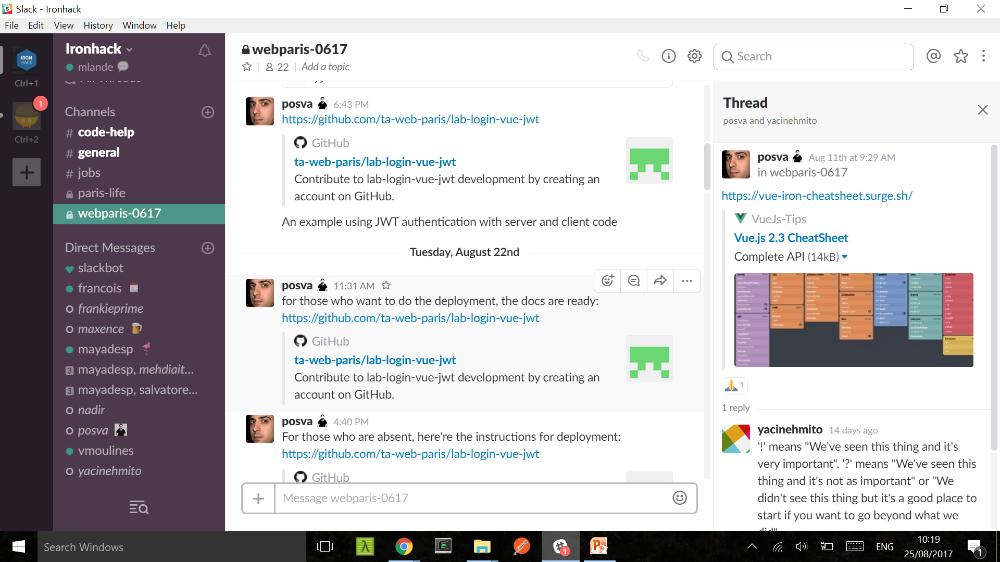 Slack - Ironhack
File Edit View History Window Help
IRON
HACK
Ctrl+1
1
Ctrl+2
Ironhack
mlande
Channels
# code-help
# general
# jobs
paris-life
webparis-0617
Direct Messages
slackbot
francois
frankieprime
maxence
mayadesp
3 mayadesp, mehdiait...
3 mayadesp, salvatore...
nadir
posva
vmoulines
yacinehmito
webparis-0617
22 | Add a topic
Search
posva 6:43 PM
https://github.com/ta-web-paris/lab-login-vue-jwt
GitHub
ta-web-paris/lab-login-vue-jwt
Contribute to lab-login-vue-jwt development by creating an
account on GitHub.
An example using JWT authentication with server and client code
Tuesday, August 22nd
posva 11:31 AM
for those who want to do the deployment, the docs are ready:
https://github.com/ta-web-paris/lab-login-vue-jwt
GitHub
ta-web-paris/lab-login-vue-jwt
Contribute to lab-login-vue-jwt development by creating an
account on GitHub.
posva 4:40 PM
For those who are absent, here're the instructions for deployment:
https://github.com/ta-web-paris/lab-login-vue-jwt
GitHub
Message webparis-0617
Thread
posva and yacinehmito
posva Aug 11th at 9:29 AM
in webparis-0617
https://vue-iron-cheatsheet.surge.sh/
VueJs-Tips
Vue.js 2.3 CheatSheet
Complete API (14kB)
1
1 reply
yacinehmito 14 days ago
'!' means "We've seen this thing and it's
very important". '?' means "We've seen this
thing and it's not as important" or "We
didn't see this thing but it's a good place to
start if you want to go beyond what we
did"
Search Windows
1
ENG
10:19
25/08/2017
1